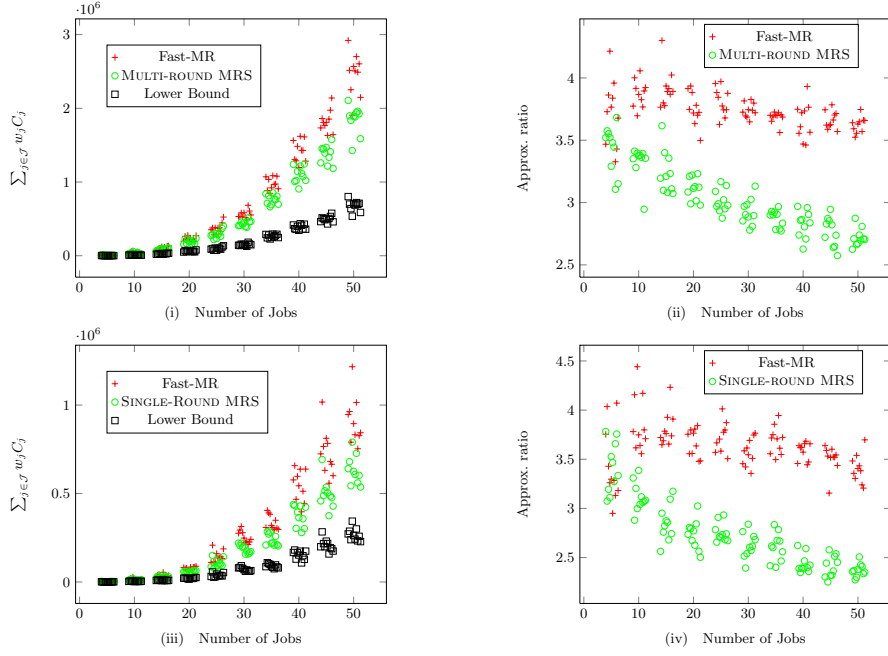 ·10^6
3
2
1
0
∑_{j∈𝒥} w_j C_j
Fast-MR
MULTI-ROUND MRS
Lower Bound
0 10 20 30 40 50
(i) Number of Jobs
4
3.5
3
2.5
Approx. ratio
Fast-MR
MULTI-ROUND MRS
0 10 20 30 40 50
(ii) Number of Jobs
·10^6
1
0.5
0
∑_{j∈𝒥} w_j C_j
Fast-MR
SINGLE-ROUND MRS
Lower Bound
0 10 20 30 40 50
(iii) Number of Jobs
4.5
4
3.5
3
2.5
Approx. ratio
Fast-MR
SINGLE-ROUND MRS
0 10 20 30 40 50
(iv) Number of Jobs